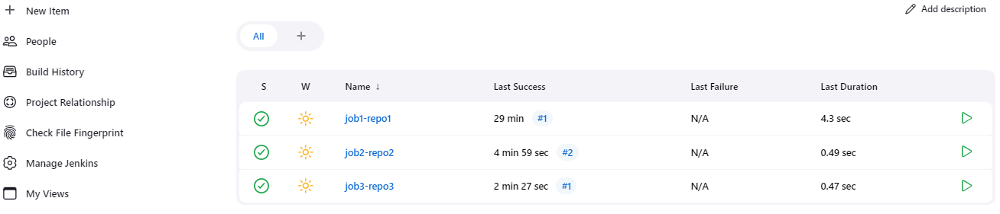 New Item
People
Build History
Project Relationship
Check File Fingerprint
Manage Jenkins
My Views
Add description
All +
S W Name ↓ Last Success Last Failure Last Duration
job1-repo1 29 min #1 N/A 4.3 sec
job2-repo2 4 min 59 sec #2 N/A 0.49 sec
job3-repo3 2 min 27 sec #1 N/A 0.47 sec